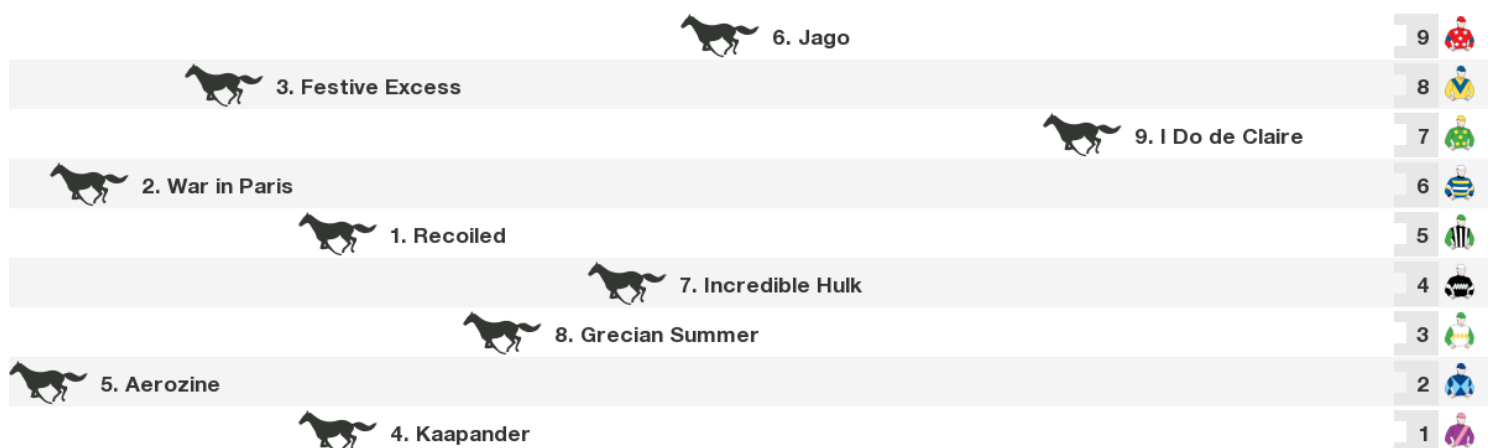 6. Jago 9
3. Festive Excess 8
9. I Do de Claire 7
2. War in Paris 6
1. Recoiled 5
7. Incredible Hulk 4
8. Grecian Summer 3
5. Aerozine 2
4. Kaapander 1